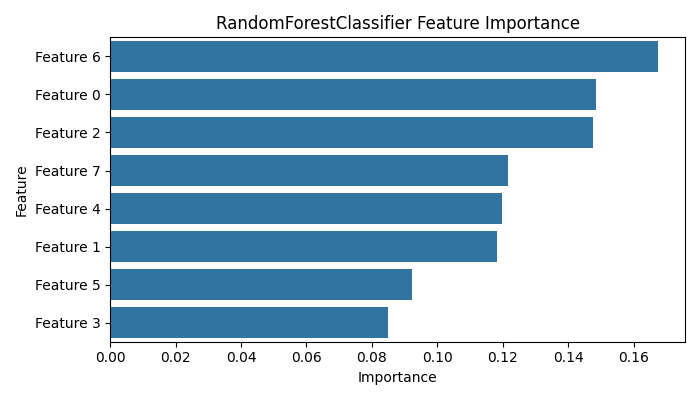 RandomForestClassifier Feature Importance
Feature 6
Feature 0
Feature 2
Feature 7
Feature 4
Feature 1
Feature 5
Feature 3
Feature
0.00 0.02 0.04 0.06 0.08 0.10 0.12 0.14 0.16
Importance